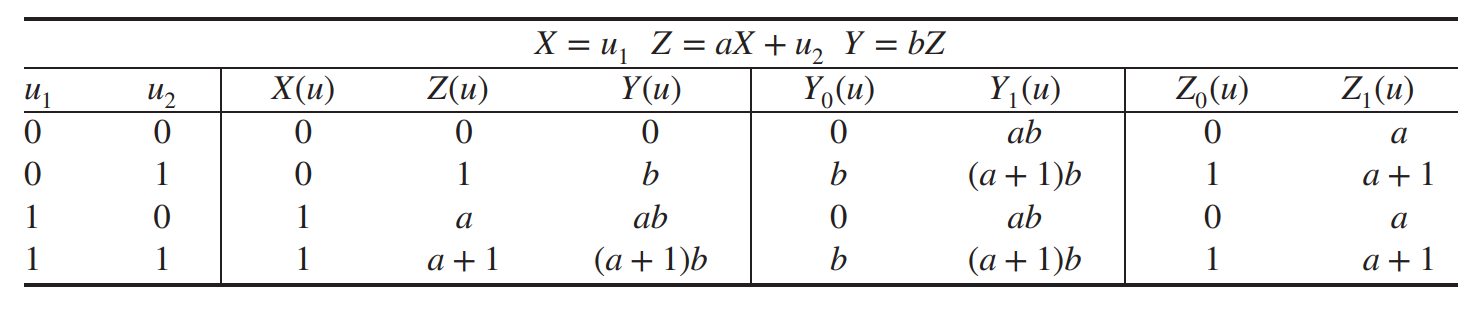 X = u₁ Z = aX + u₂ Y = bZ
u₁ u₂ X(u) Z(u) Y(u) Y₀(u) Y₁(u) Z₀(u) Z₁(u)
0 0 0 0 0 0 ab 0 a
0 1 0 1 b b (a + 1)b 1 a + 1
1 0 1 a ab 0 ab 0 a
1 1 1 a + 1 (a + 1)b b (a + 1)b 1 a + 1